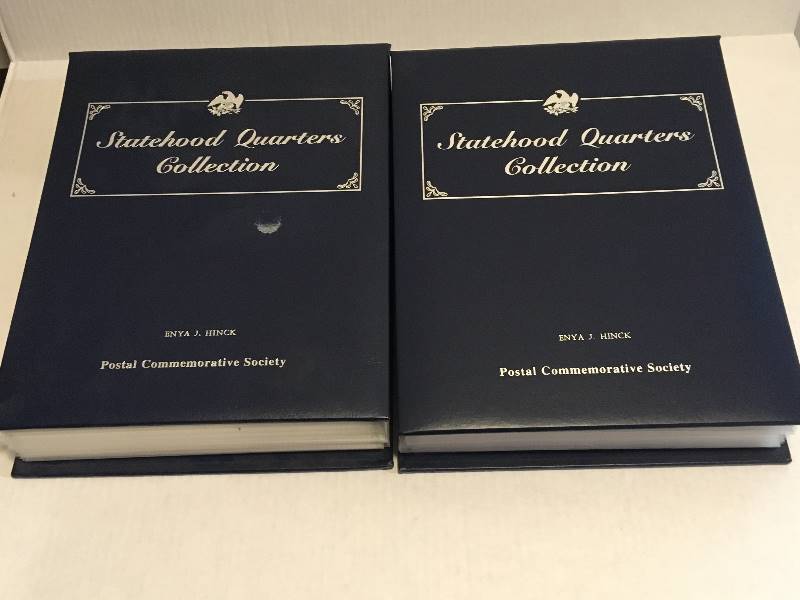 Statehood Quarters
Collection
ENYA J. HINCK
Postal Commemorative Society
Statehood Quarters
Collection
ENYA J. HINCK
Postal Commemorative Society